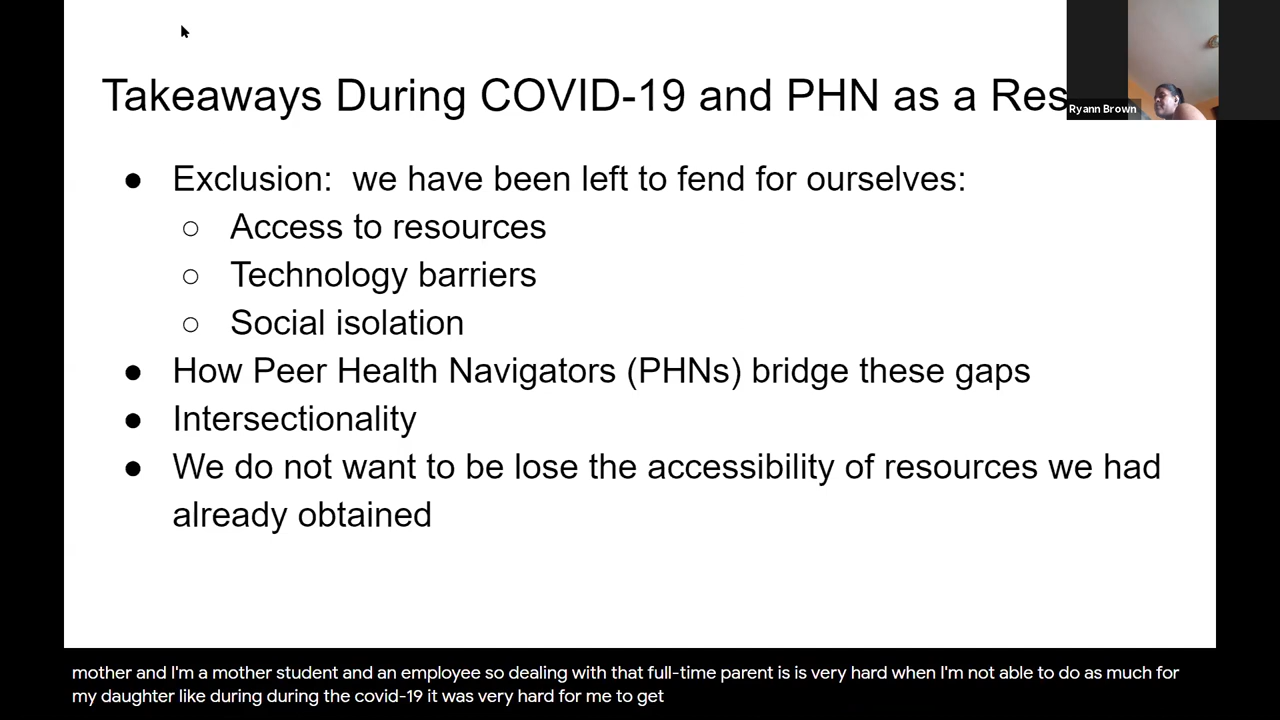 Takeaways During COVID-19 and PHN as a Res
Ryann Brown
● Exclusion:  we have been left to fend for ourselves:
○ Access to resources
○ Technology barriers
○ Social isolation
● How Peer Health Navigators (PHNs) bridge these gaps
● Intersectionality
● We do not want to be lose the accessibility of resources we had
already obtained
mother and I'm a mother student and an employee so dealing with that full-time parent is is very hard when I'm not able to do as much for
my daughter like during during the covid-19 it was very hard for me to get